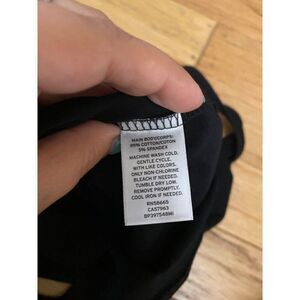 MAIN BODY/CORPS:
95% COTTON/COTON
5% SPANDEX
MACHINE WASH COLD.
GENTLE CYCLE.
WITH LIKE COLORS.
ONLY NON-CHLORINE
BLEACH IF NEEDED.
TUMBLE DRY LOW.
REMOVE PROMPTLY.
COOL IRON IF NEEDED.
RN58665
CA57963
BP397548MI